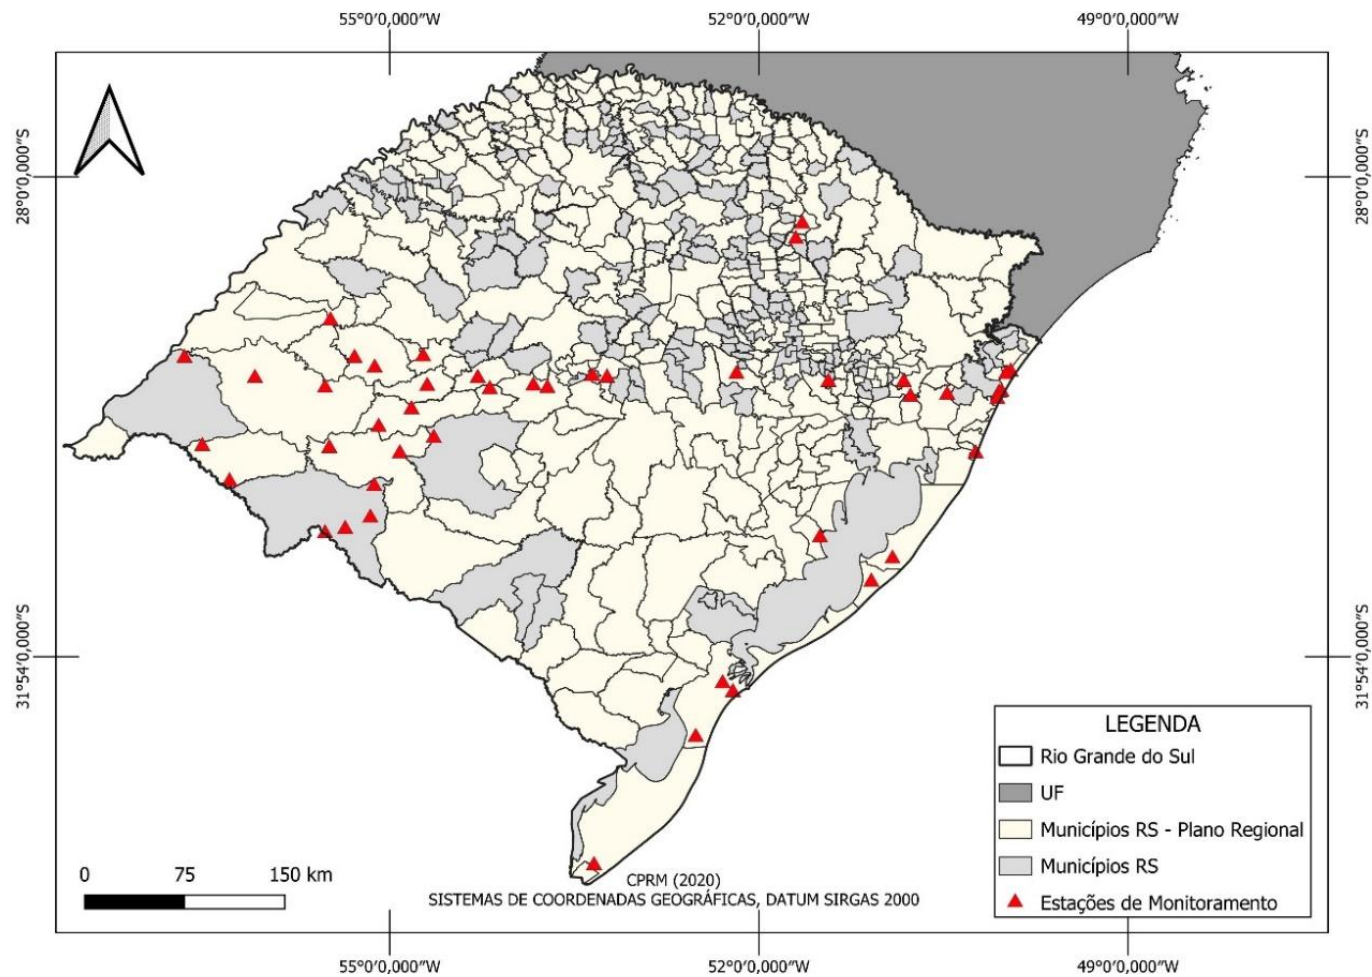 55°0'0,000"W
52°0'0,000"W
49°0'0,000"W
28°0'0,000"S
28°0'0,000"S
31°54'0,000"S
31°54'0,000"S
LEGENDA
Rio Grande do Sul
UF
Municípios RS - Plano Regional
Municípios RS
Estações de Monitoramento
0 75 150 km
CPRM (2020)
SISTEMAS DE COORDENADAS GEOGRÁFICAS, DATUM SIRGAS 2000
55°0'0,000"W
52°0'0,000"W
49°0'0,000"W